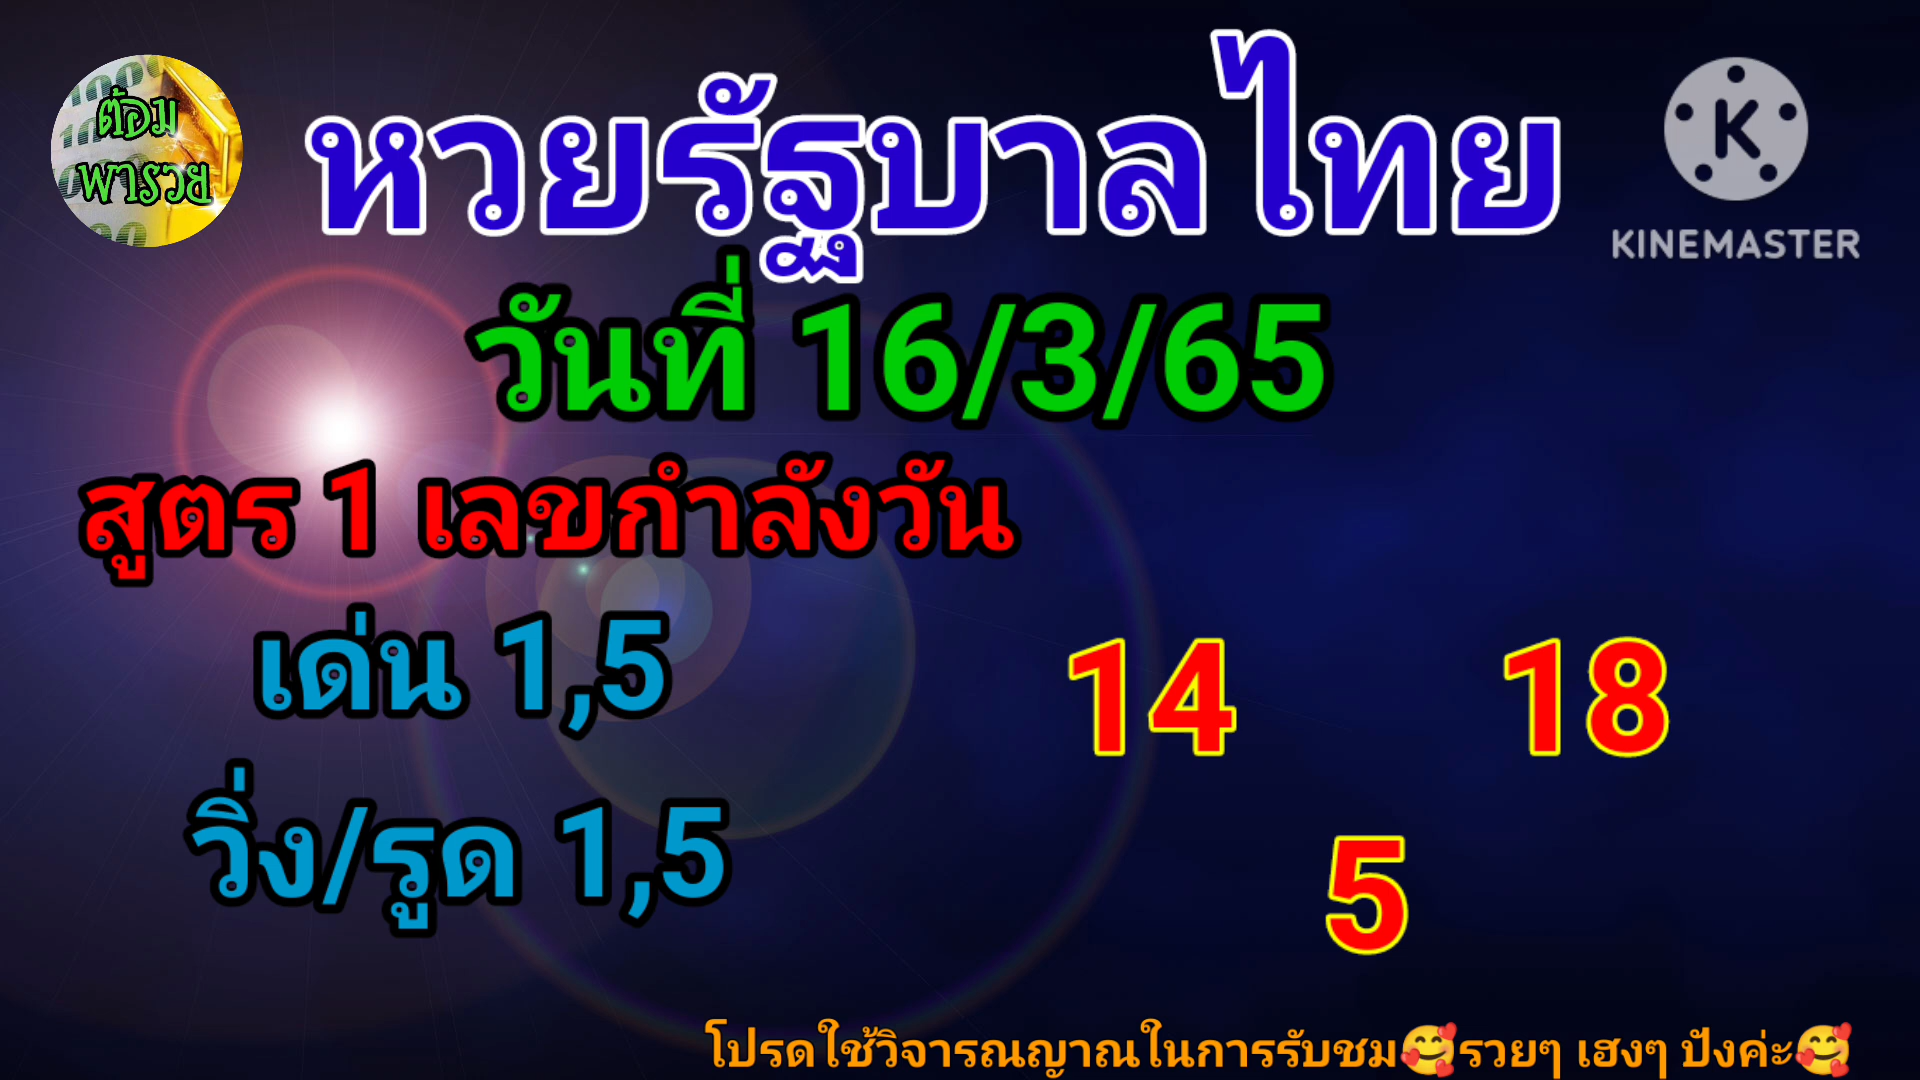 ต้อม
พารวย
หวยรัฐบาลไทย
KINEMASTER
วันที่ 16/3/65
สูตร 1 เลขกำลังวัน
เด่น 1,5
14 18
วิ่ง/รูด 1,5
5
โปรดใช้วิจารณญาณในการรับชม🥰รวยๆ เฮงๆ ปังค่ะ🥰